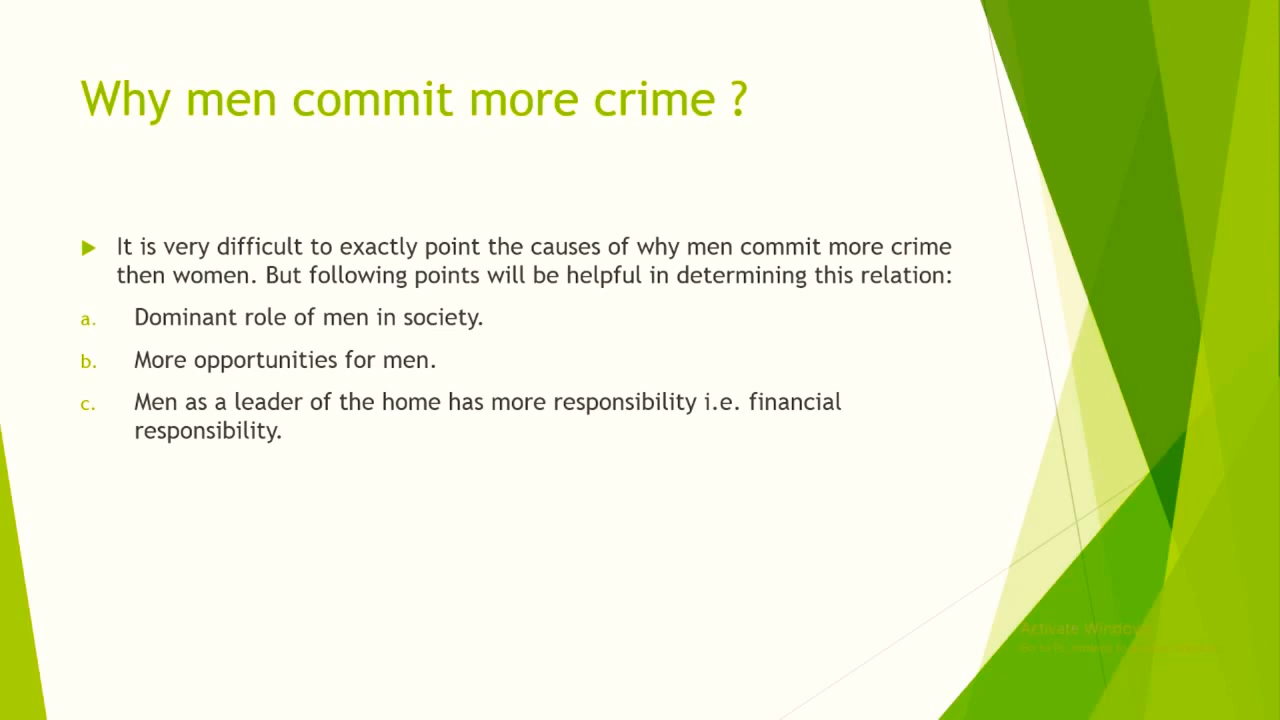 Why men commit more crime ?
▶ It is very difficult to exactly point the causes of why men commit more crime
then women. But following points will be helpful in determining this relation:
a. Dominant role of men in society.
b. More opportunities for men.
c. Men as a leader of the home has more responsibility i.e. financial
responsibility.
Activate Windows